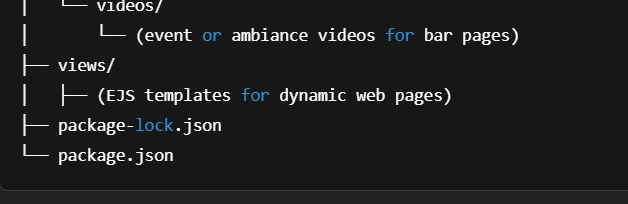 │   └── videos/
│       └── (event or ambiance videos for bar pages)
├── views/
│   ├── (EJS templates for dynamic web pages)
├── package-lock.json
└── package.json